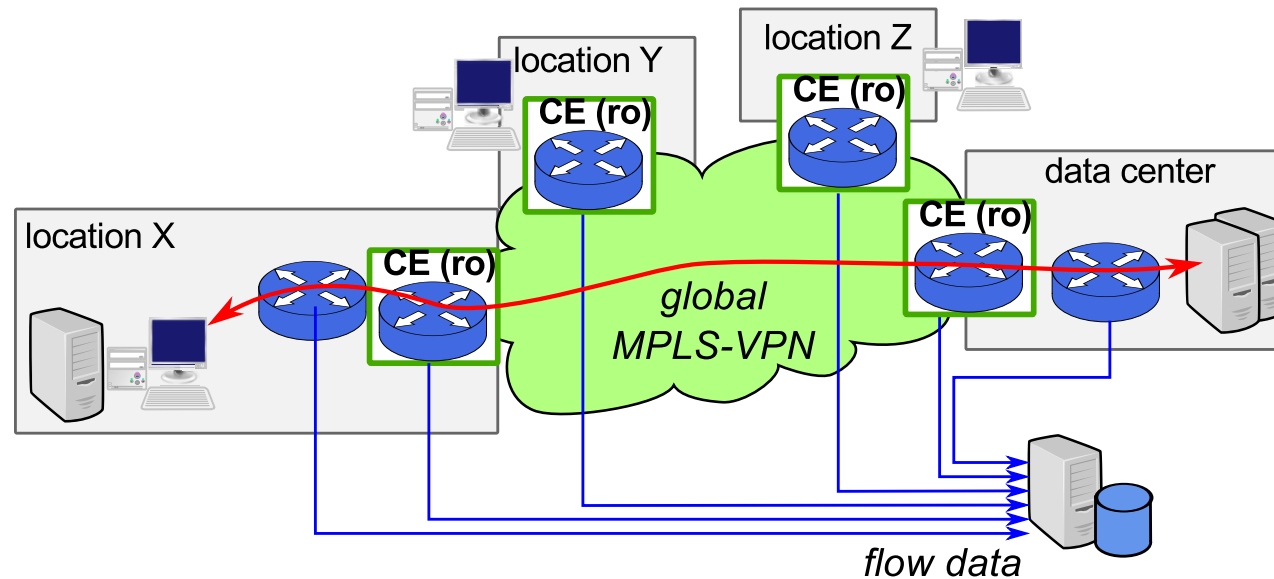 location Z
location Y
CE (ro)
CE (ro)
data center
CE (ro)
location X
CE (ro)
global
MPLS-VPN
flow data